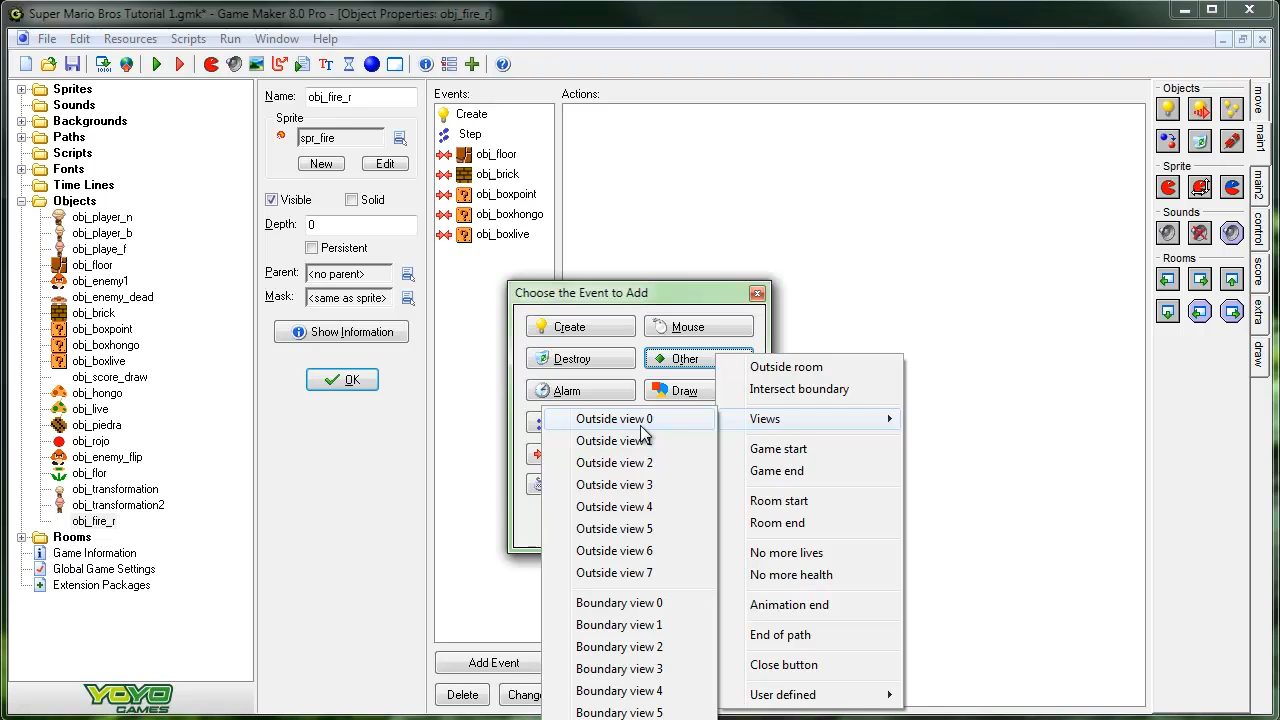 Super Mario Bros Tutorial 1.gmk* - Game Maker 8.0 Pro - [Object Properties: obj_fire_r]
File Edit Resources Scripts Run Window Help
Sprites
Sounds
Backgrounds
Paths
Scripts
Fonts
Time Lines
Objects
obj_player_n
obj_player_b
obj_playe_f
obj_floor
obj_enemy1
obj_enemy_dead
obj_brick
obj_boxpoint
obj_boxhongo
obj_boxlive
obj_score_draw
obj_hongo
obj_live
obj_piedra
obj_rojo
obj_enemy_flip
obj_flor
obj_transformation
obj_transformation2
obj_fire_r
Rooms
Game Information
Global Game Settings
Extension Packages
YOYO
GAMES
Name: obj_fire_r
Sprite
spr_fire
New Edit
Visible Solid
Depth: 0
Persistent
Parent: <no parent>
Mask: <same as sprite>
Show Information
OK
Events:
Create
Step
obj_floor
obj_brick
obj_boxpoint
obj_boxhongo
obj_boxlive
Add Event
Delete Change
Actions:
Choose the Event to Add
Create Mouse
Destroy Other
Alarm Draw
Outside room
Intersect boundary
Views
Game start
Game end
Room start
Room end
No more lives
No more health
Animation end
End of path
Close button
User defined
Outside view 0
Outside view 1
Outside view 2
Outside view 3
Outside view 4
Outside view 5
Outside view 6
Outside view 7
Boundary view 0
Boundary view 1
Boundary view 2
Boundary view 3
Boundary view 4
Boundary view 5
Objects
Sprite
Sounds
Rooms
move
main1
main2
control
score
extra
draw